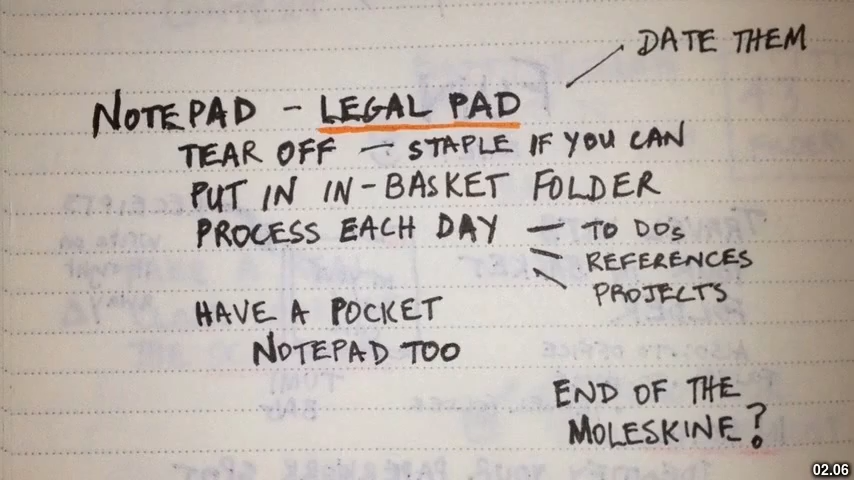 DATE THEM
NOTEPAD - LEGAL PAD
TEAR OFF - STAPLE IF YOU CAN
PUT IN IN-BASKET FOLDER
PROCESS EACH DAY - TO DOs
REFERENCES
PROJECTS
HAVE A POCKET
NOTEPAD TOO
END OF THE
MOLESKINE?
02.06